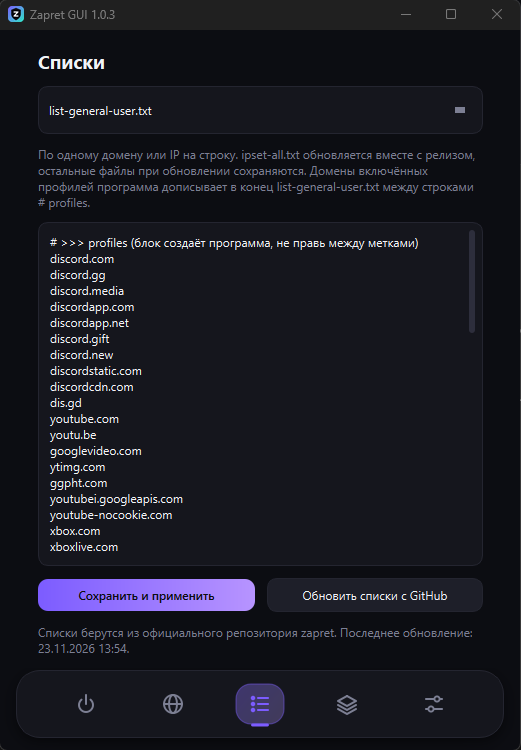 Zapret GUI 1.0.3
Списки
list-general-user.txt
По одному домену или IP на строку. ipset-all.txt обновляется вместе с релизом,
остальные файлы при обновлении сохраняются. Домены включённых
профилей программа дописывает в конец list-general-user.txt между строками
# profiles.
# >>> profiles (блок создаёт программа, не правь между метками)
discord.com
discord.gg
discord.media
discordapp.com
discordapp.net
discord.gift
discord.new
discordstatic.com
discordcdn.com
dis.gd
youtube.com
youtu.be
googlevideo.com
ytimg.com
ggpht.com
youtubei.googleapis.com
youtube-nocookie.com
xbox.com
xboxlive.com
Сохранить и применить
Обновить списки с GitHub
Списки берутся из официального репозитория zapret. Последнее обновление:
23.11.2026 13:54.